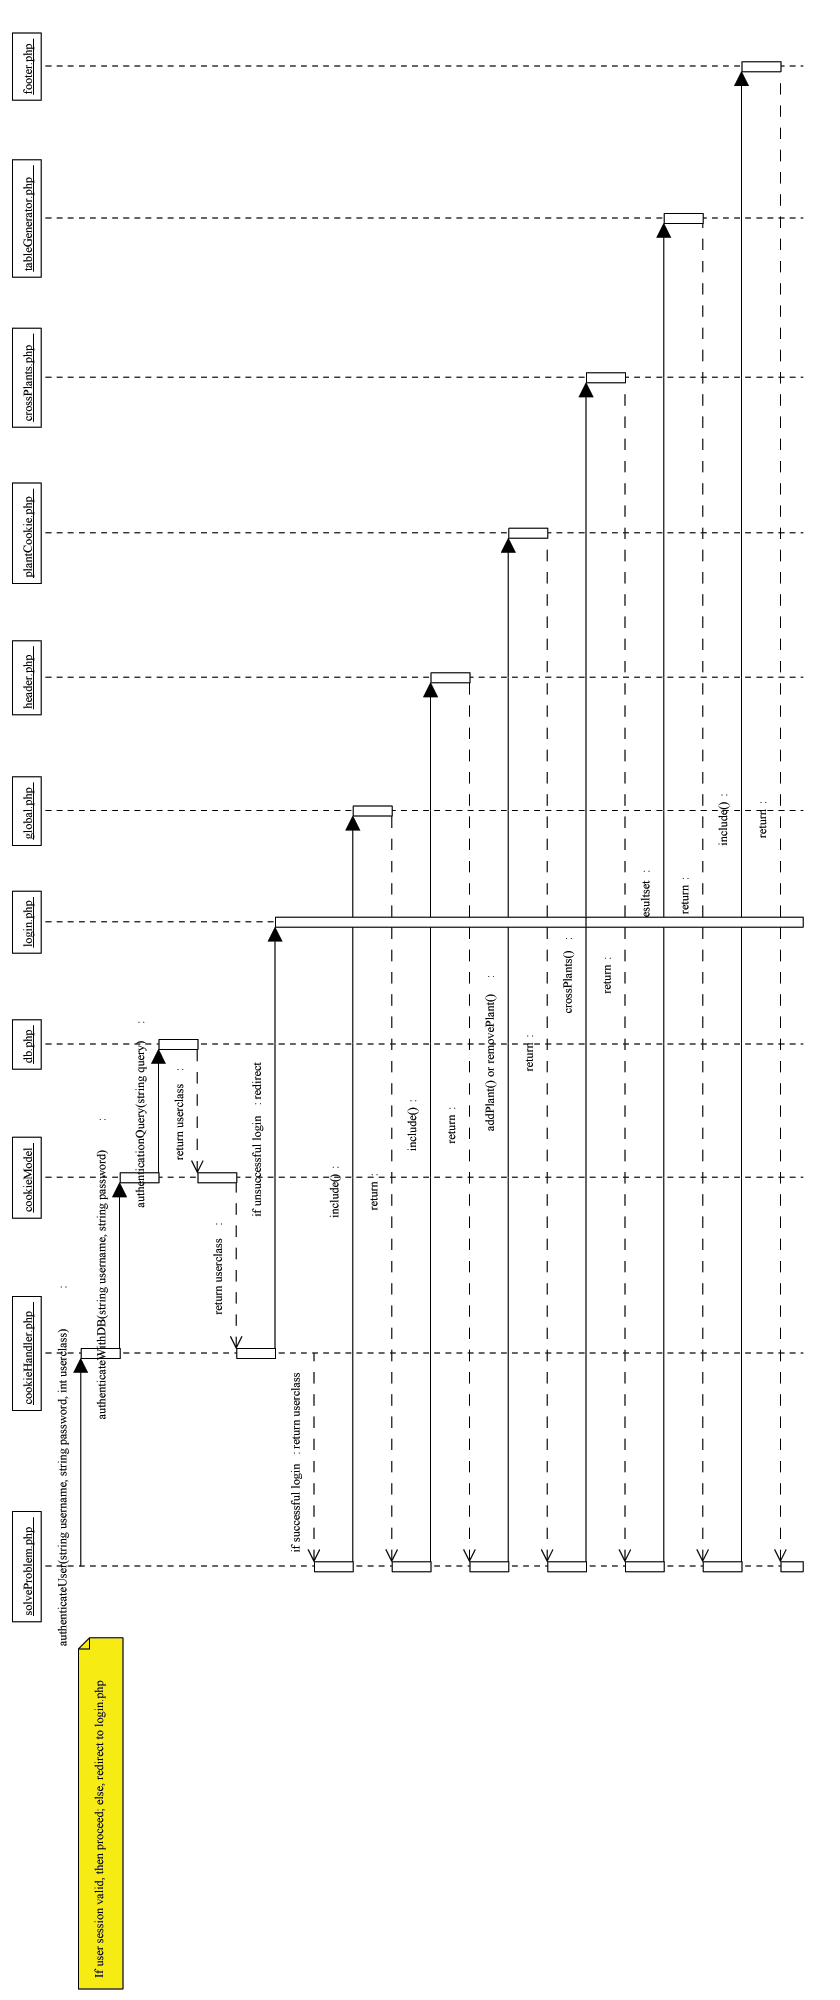 If user session valid, then proceed; else, redirect to login.php
solveProblem.php
cookieHandler.php
cookieModel
db.php
login.php
global.php
header.php
plantCookie.php
crossPlants.php
tableGenerator.php
footer.php
authenticateUser(string username, string password, int userclass) :
authenticateWithDB(string username, string password) :
authenticationQuery(string query) :
return userclass :
return userclass :
if unsuccessful login : redirect
if successful login : return userclass
include() :
return :
include() :
return :
addPlant() or removePlant() :
return :
crossPlants() :
return :
esultset :
return :
include() :
return :